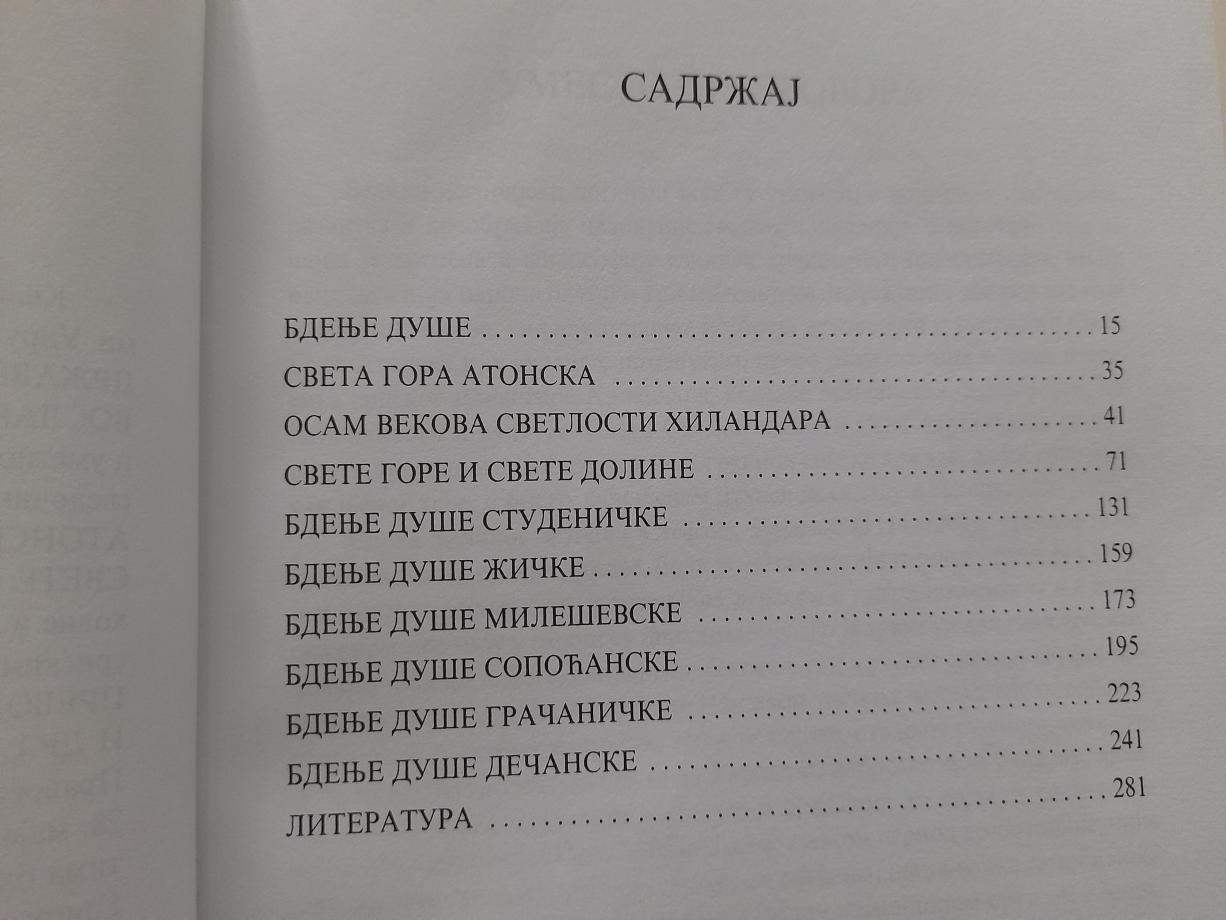 САДРЖАЈ
БДЕЊЕ ДУШЕ ........................................ 15
СВЕТА ГОРА АТОНСКА ........................................ 35
ОСАМ ВЕКОВА СВЕТЛОСТИ ХИЛАНДАРА ........................ 41
СВЕТЕ ГОРЕ И СВЕТЕ ДОЛИНЕ ........................................ 71
БДЕЊЕ ДУШЕ СТУДЕНИЧКЕ ........................................ 131
БДЕЊЕ ДУШЕ ЖИЧКЕ ........................................ 159
БДЕЊЕ ДУШЕ МИЛЕШЕВСКЕ ........................................ 173
БДЕЊЕ ДУШЕ СОПОЋАНСКЕ ........................................ 195
БДЕЊЕ ДУШЕ ГРАЧАНИЧКЕ ........................................ 223
БДЕЊЕ ДУШЕ ДЕЧАНСКЕ ........................................ 241
ЛИТЕРАТУРА ........................................ 281